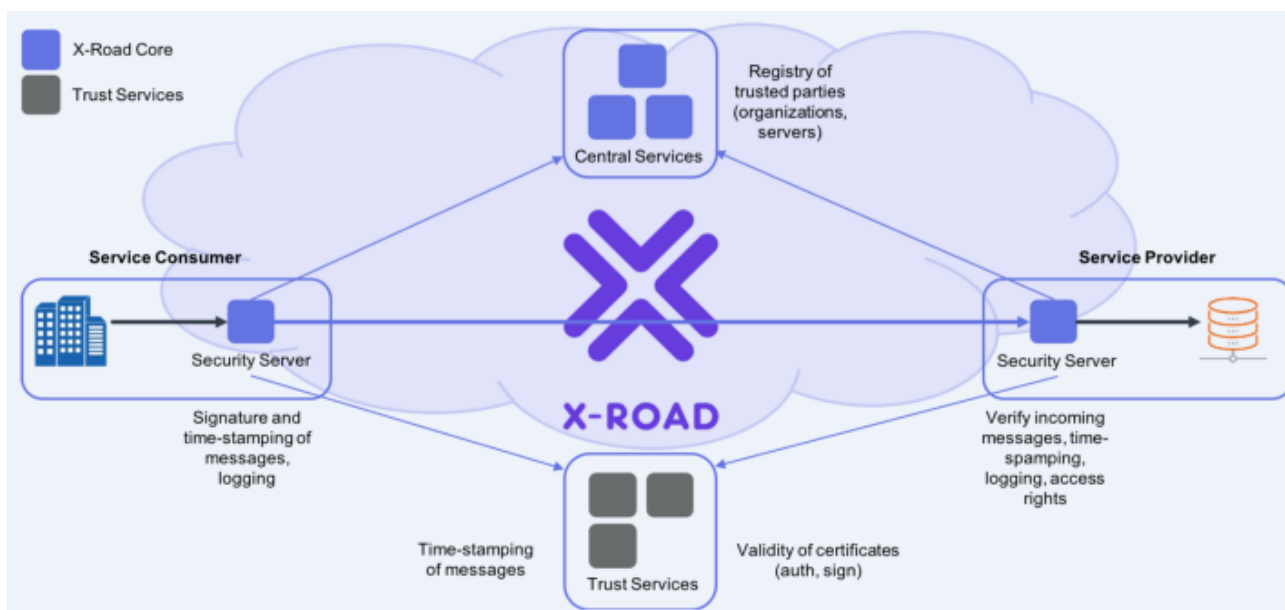 X-Road Core
Trust Services
Registry of
trusted parties
(organizations,
servers)
Central Services
Service Consumer
Service Provider
Security Server
Security Server
X-ROAD
Signature and
time-stamping of
messages,
logging
Verify incoming
messages, time-
spamping,
logging, access
rights
Time-stamping
of messages
Trust Services
Validity of certificates
(auth, sign)